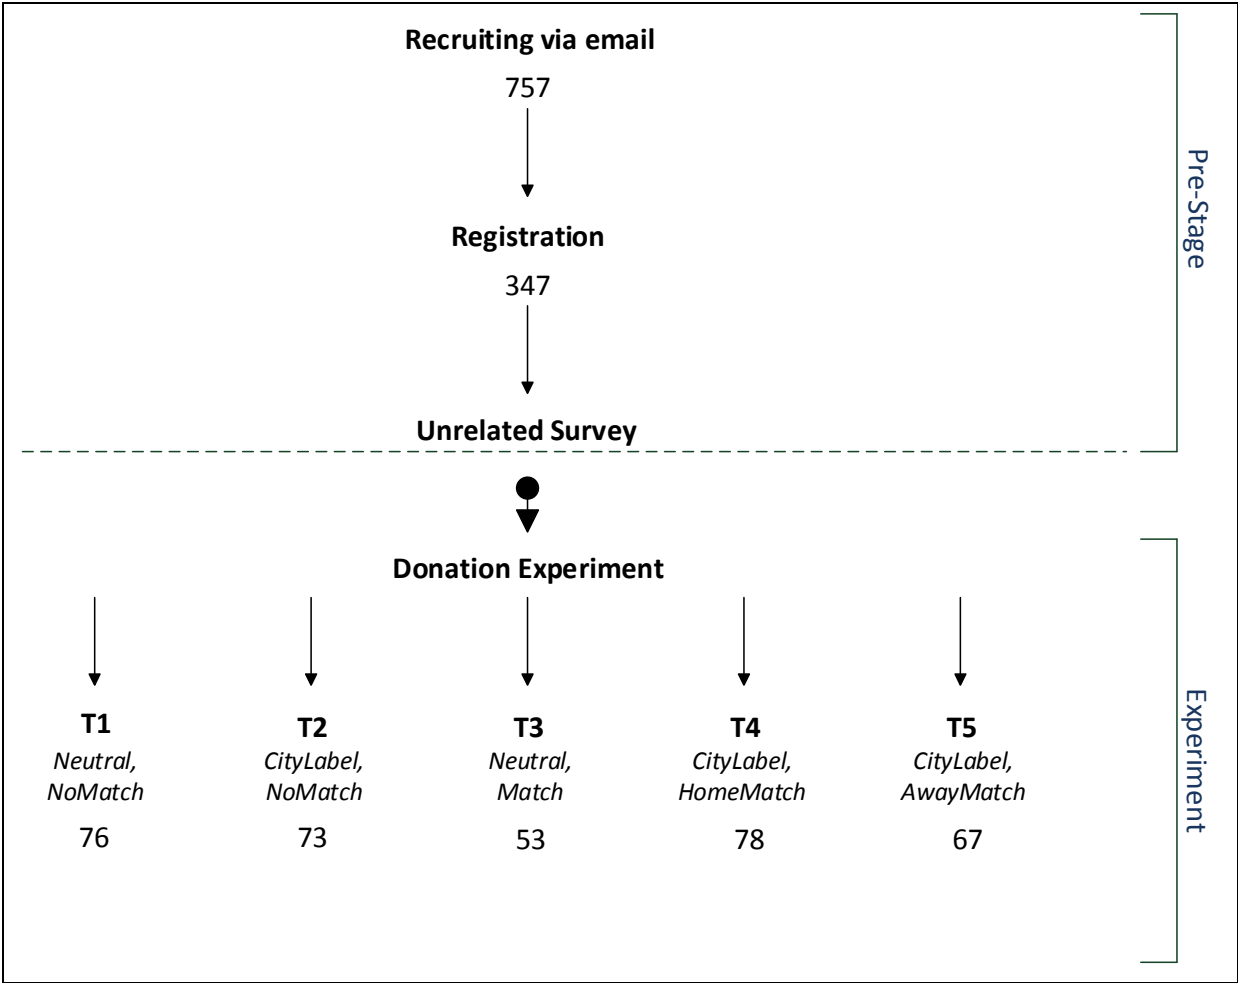 Recruiting via email
757
Registration
347
Unrelated Survey
Pre-Stage
Donation Experiment
T1
Neutral,
NoMatch
76
T2
CityLabel,
NoMatch
73
T3
Neutral,
Match
53
T4
CityLabel,
HomeMatch
78
T5
CityLabel,
AwayMatch
67
Experiment